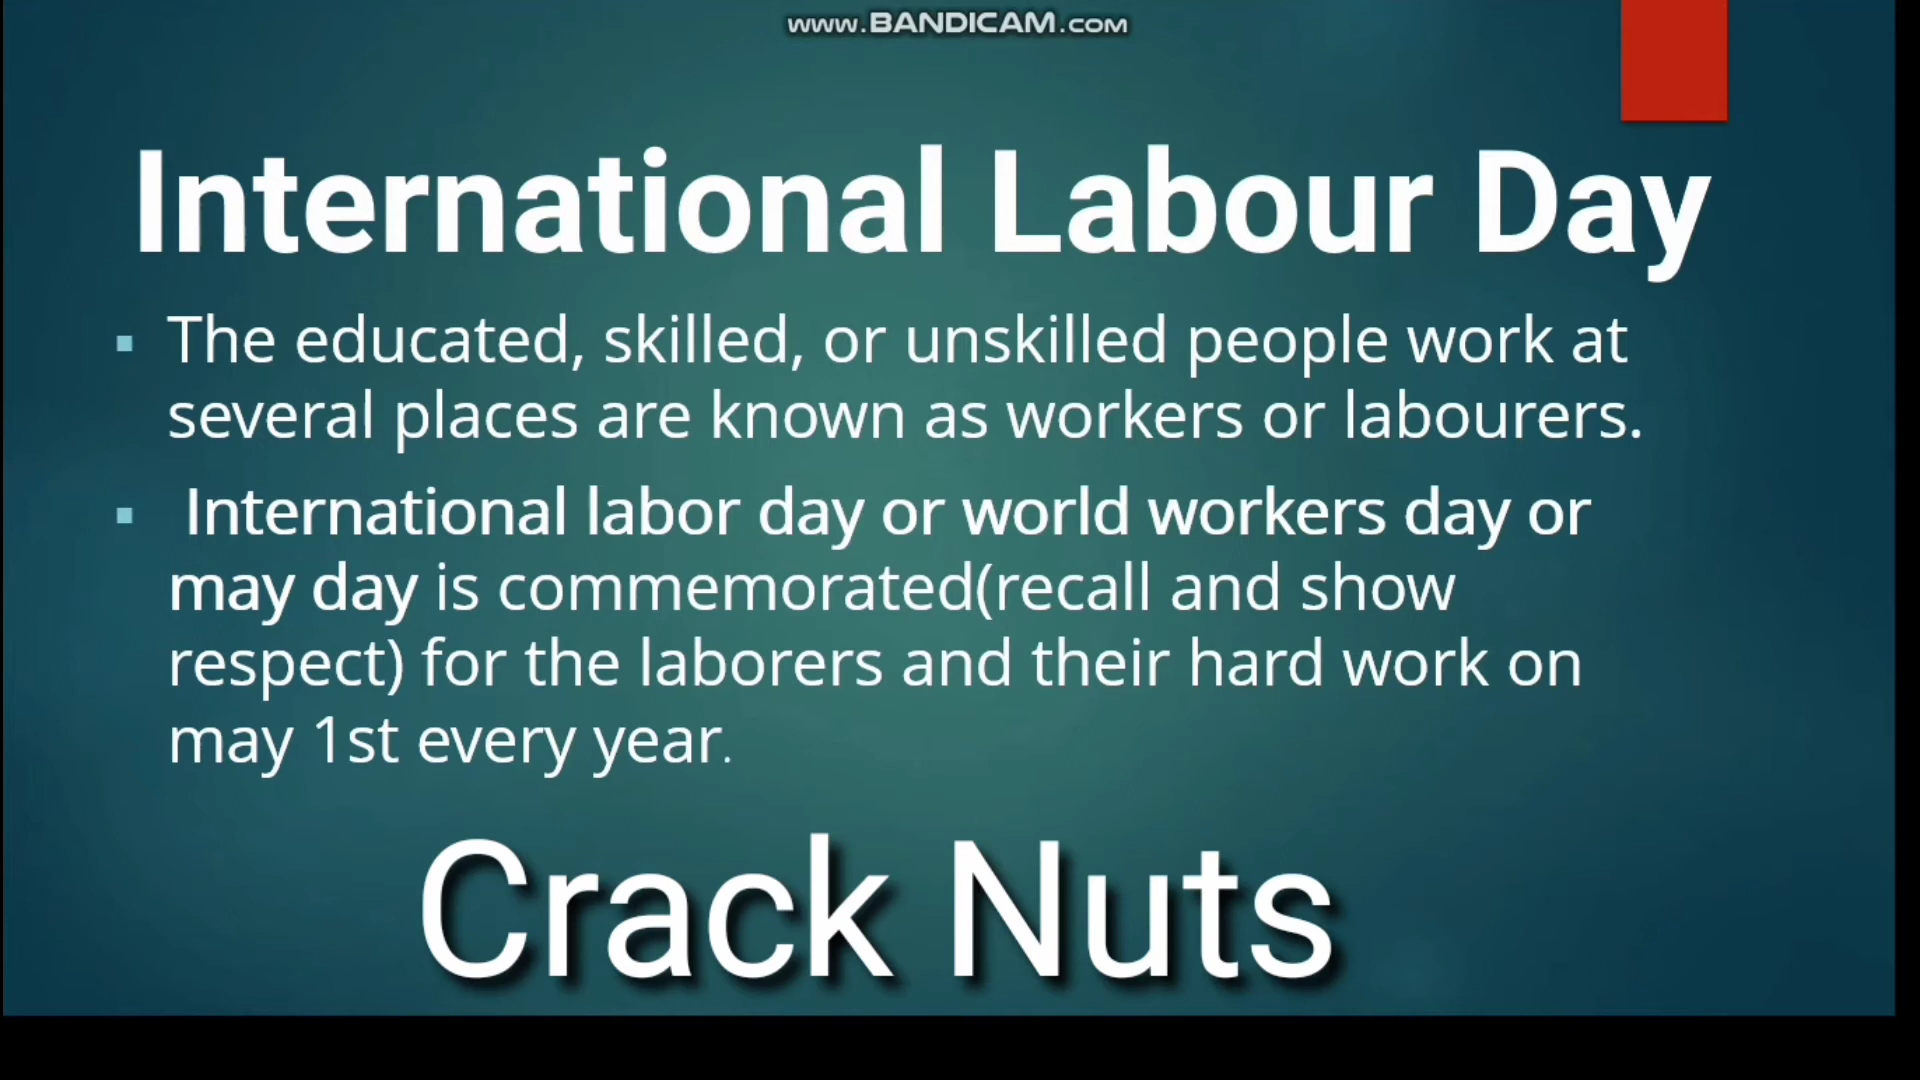 www.BANDICAM.COM
International Labour Day
▪ The educated, skilled, or unskilled people work at
several places are known as workers or labourers.
▪ International labor day or world workers day or
may day is commemorated(recall and show
respect) for the laborers and their hard work on
may 1st every year.
Crack Nuts